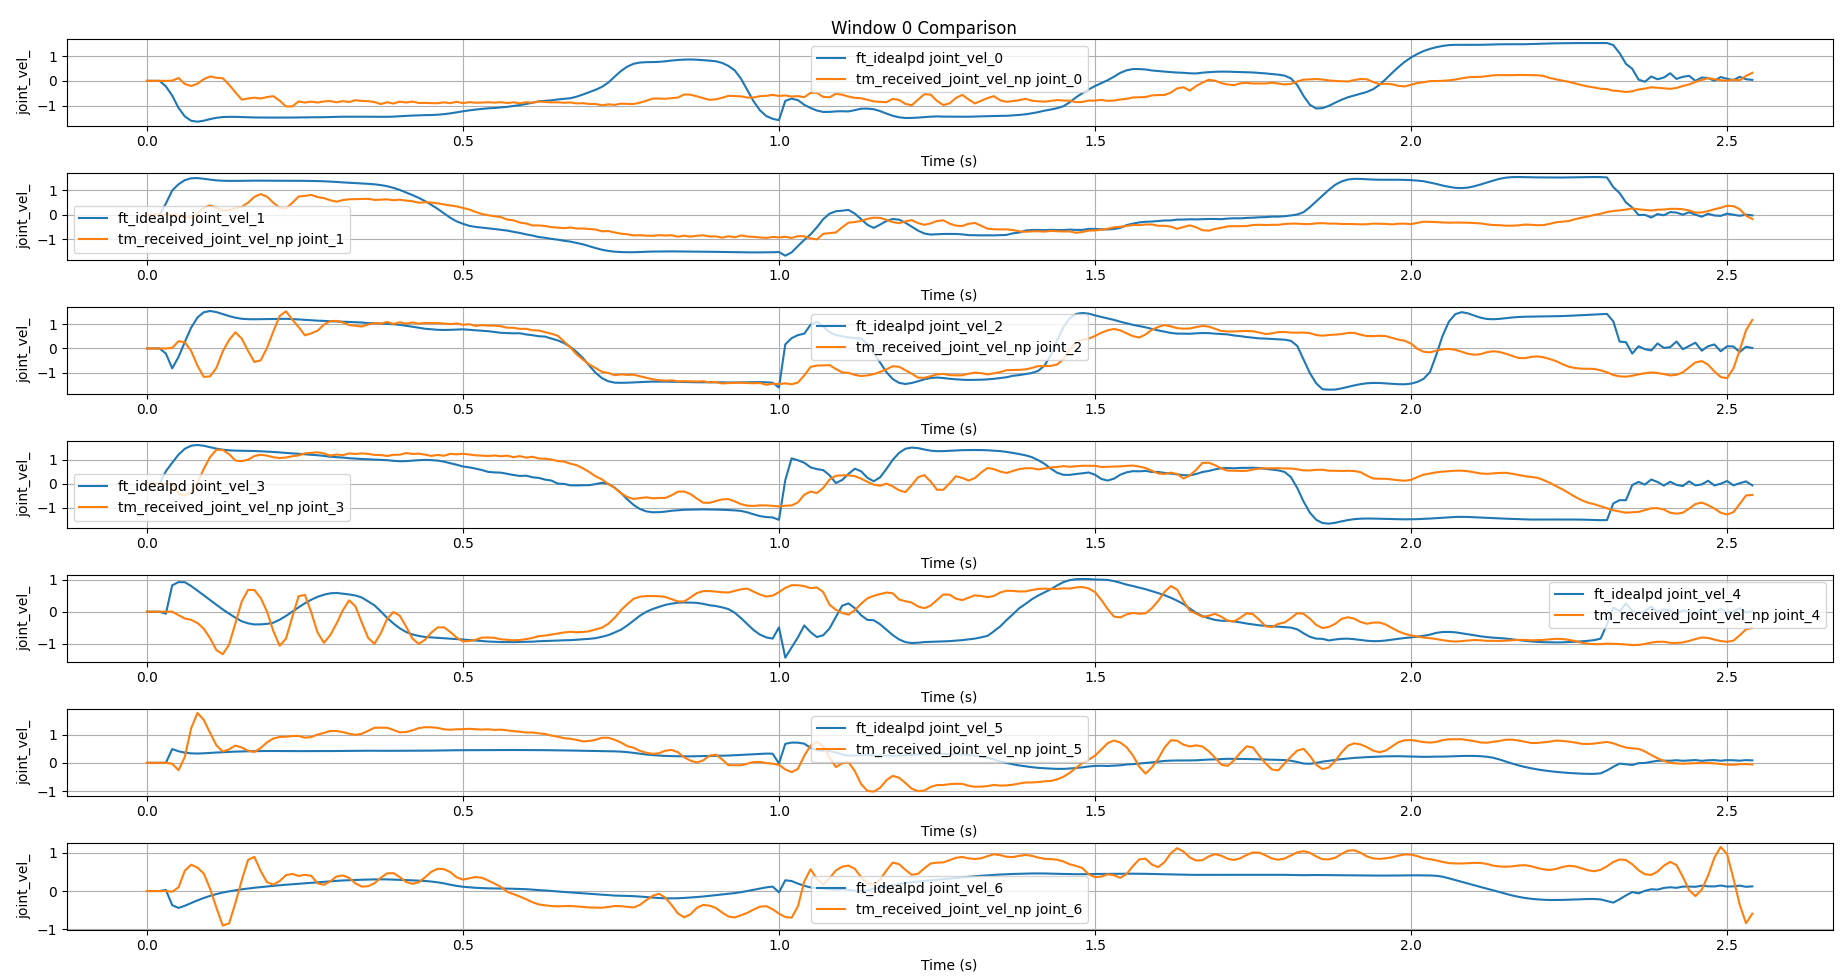 Window 0 Comparison
joint_vel_
1
0
−1
ft_idealpd joint_vel_0
tm_received_joint_vel_np joint_0
0.0 0.5 1.0 1.5 2.0 2.5
Time (s)
joint_vel_
1
0
−1
ft_idealpd joint_vel_1
tm_received_joint_vel_np joint_1
0.0 0.5 1.0 1.5 2.0 2.5
Time (s)
joint_vel_
1
0
−1
ft_idealpd joint_vel_2
tm_received_joint_vel_np joint_2
0.0 0.5 1.0 1.5 2.0 2.5
Time (s)
joint_vel_
1
0
−1
ft_idealpd joint_vel_3
tm_received_joint_vel_np joint_3
0.0 0.5 1.0 1.5 2.0 2.5
Time (s)
joint_vel_
1
0
−1
ft_idealpd joint_vel_4
tm_received_joint_vel_np joint_4
0.0 0.5 1.0 1.5 2.0 2.5
Time (s)
joint_vel_
1
0
−1
ft_idealpd joint_vel_5
tm_received_joint_vel_np joint_5
0.0 0.5 1.0 1.5 2.0 2.5
Time (s)
joint_vel_
1
0
−1
ft_idealpd joint_vel_6
tm_received_joint_vel_np joint_6
0.0 0.5 1.0 1.5 2.0 2.5
Time (s)